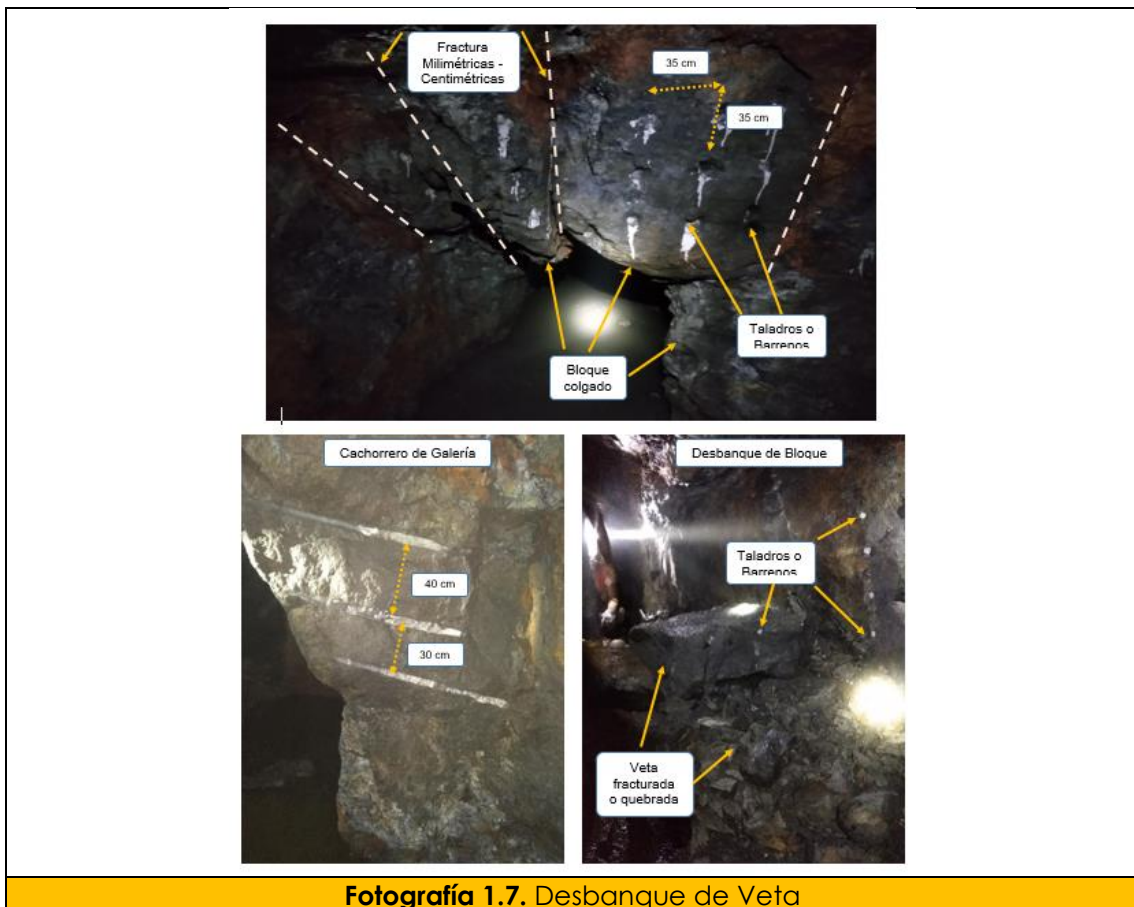 Fractura
Milimétricas -
Centimétricas
35 cm
35 cm
Taladros o
Barrenos
Bloque
colgado
Cachorrero de Galería
40 cm
30 cm
Desbanque de Bloque
Taladros o
Barrenos
Veta
fracturada
o quebrada
Fotografía 1.7. Desbanque de Veta